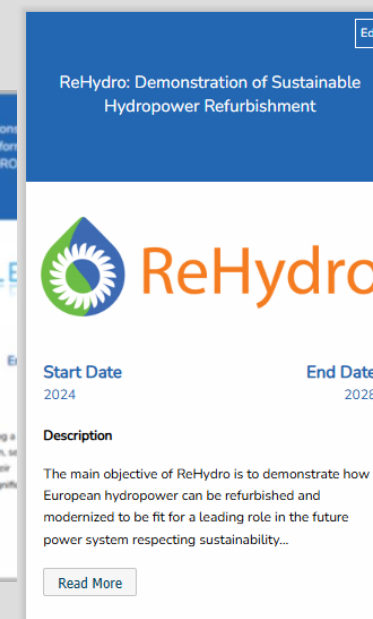 Ed
ReHydro: Demonstration of Sustainable
Hydropower Refurbishment
ReHydro
Start Date
End Date
2024
2028
Description
The main objective of ReHydro is to demonstrate how
European hydropower can be refurbished and
modernized to be fit for a leading role in the future
power system respecting sustainability...
Read More